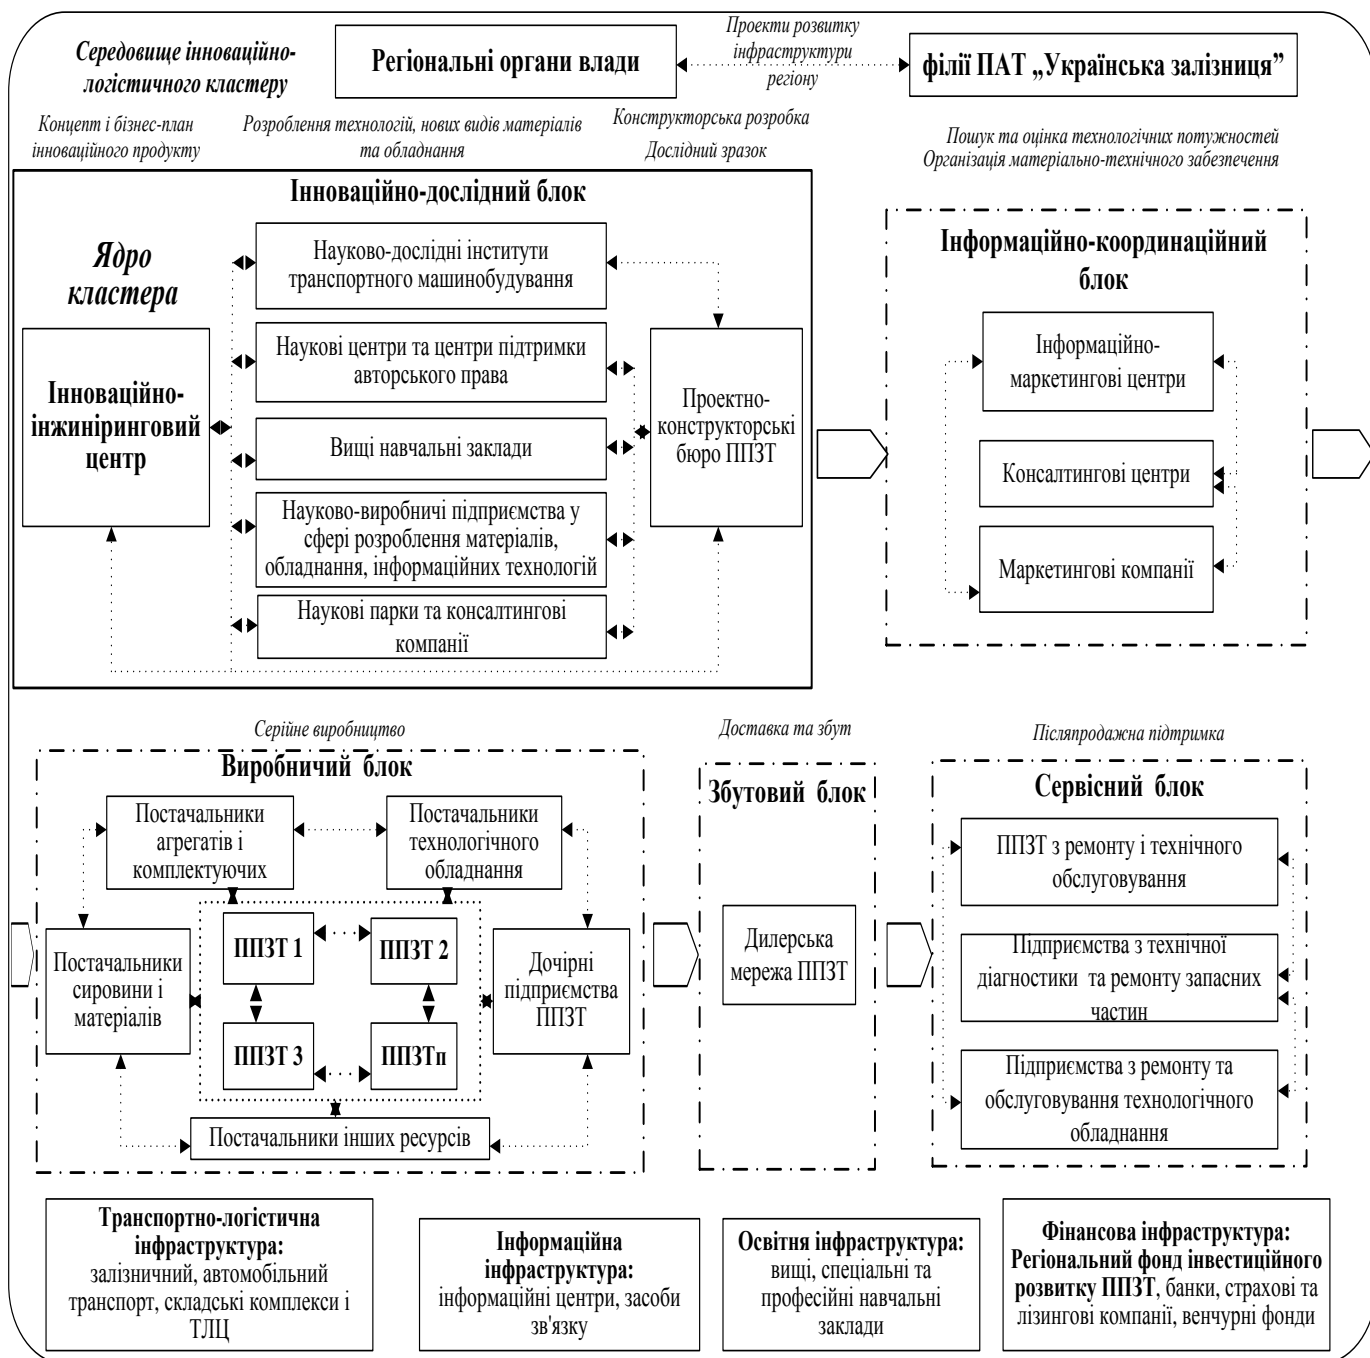 Середовище інноваційно-
логістичного кластеру
Регіональні органи влади
Проекти розвитку
інфраструктури
регіону
філії ПАТ „Українська залізниця”
Концепт і бізнес-план
інноваційного продукту
Розроблення технологій, нових видів матеріалів
та обладнання
Конструкторська розробка
Дослідний зразок
Пошук та оцінка технологічних потужностей
Організація матеріально-технічного забезпечення
Інноваційно-дослідний блок
Ядро
кластера
Інноваційно-
інжиніринговий
центр
Науково-дослідні інститути
транспортного машинобудування
Наукові центри та центри підтримки
авторського права
Вищі навчальні заклади
Науково-виробничі підприємства у
сфері розроблення матеріалів,
обладнання, інформаційних технологій
Наукові парки та консалтингові
компанії
Проектно-
конструкторські
бюро ППЗТ
Інформаційно-координаційний
блок
Інформаційно-
маркетингові центри
Консалтингові центри
Маркетингові компанії
Серійне виробництво
Виробничий блок
Постачальники
агрегатів і
комплектуючих
Постачальники
технологічного
обладнання
Постачальники
сировини і
матеріалів
ППЗТ 1
ППЗТ 2
ППЗТ 3
ППЗТп
Дочірні
підприємства
ППЗТ
Постачальники інших ресурсів
Доставка та збут
Збутовий блок
Дилерська
мережа ППЗТ
Післяпродажна підтримка
Сервісний блок
ППЗТ з ремонту і технічного
обслуговування
Підприємства з технічної
діагностики та ремонту запасних
частин
Підприємства з ремонту та
обслуговування технологічного
обладнання
Транспортно-логістична
інфраструктура:
залізничний, автомобільний
транспорт, складські комплекси і
ТЛЦ
Інформаційна
інфраструктура:
інформаційні центри, засоби
зв'язку
Освітня інфраструктура:
вищі, спеціальні та
професійні навчальні
заклади
Фінансова інфраструктура:
Регіональний фонд інвестиційного
розвитку ППЗТ, банки, страхові та
лізингові компанії, венчурні фонди